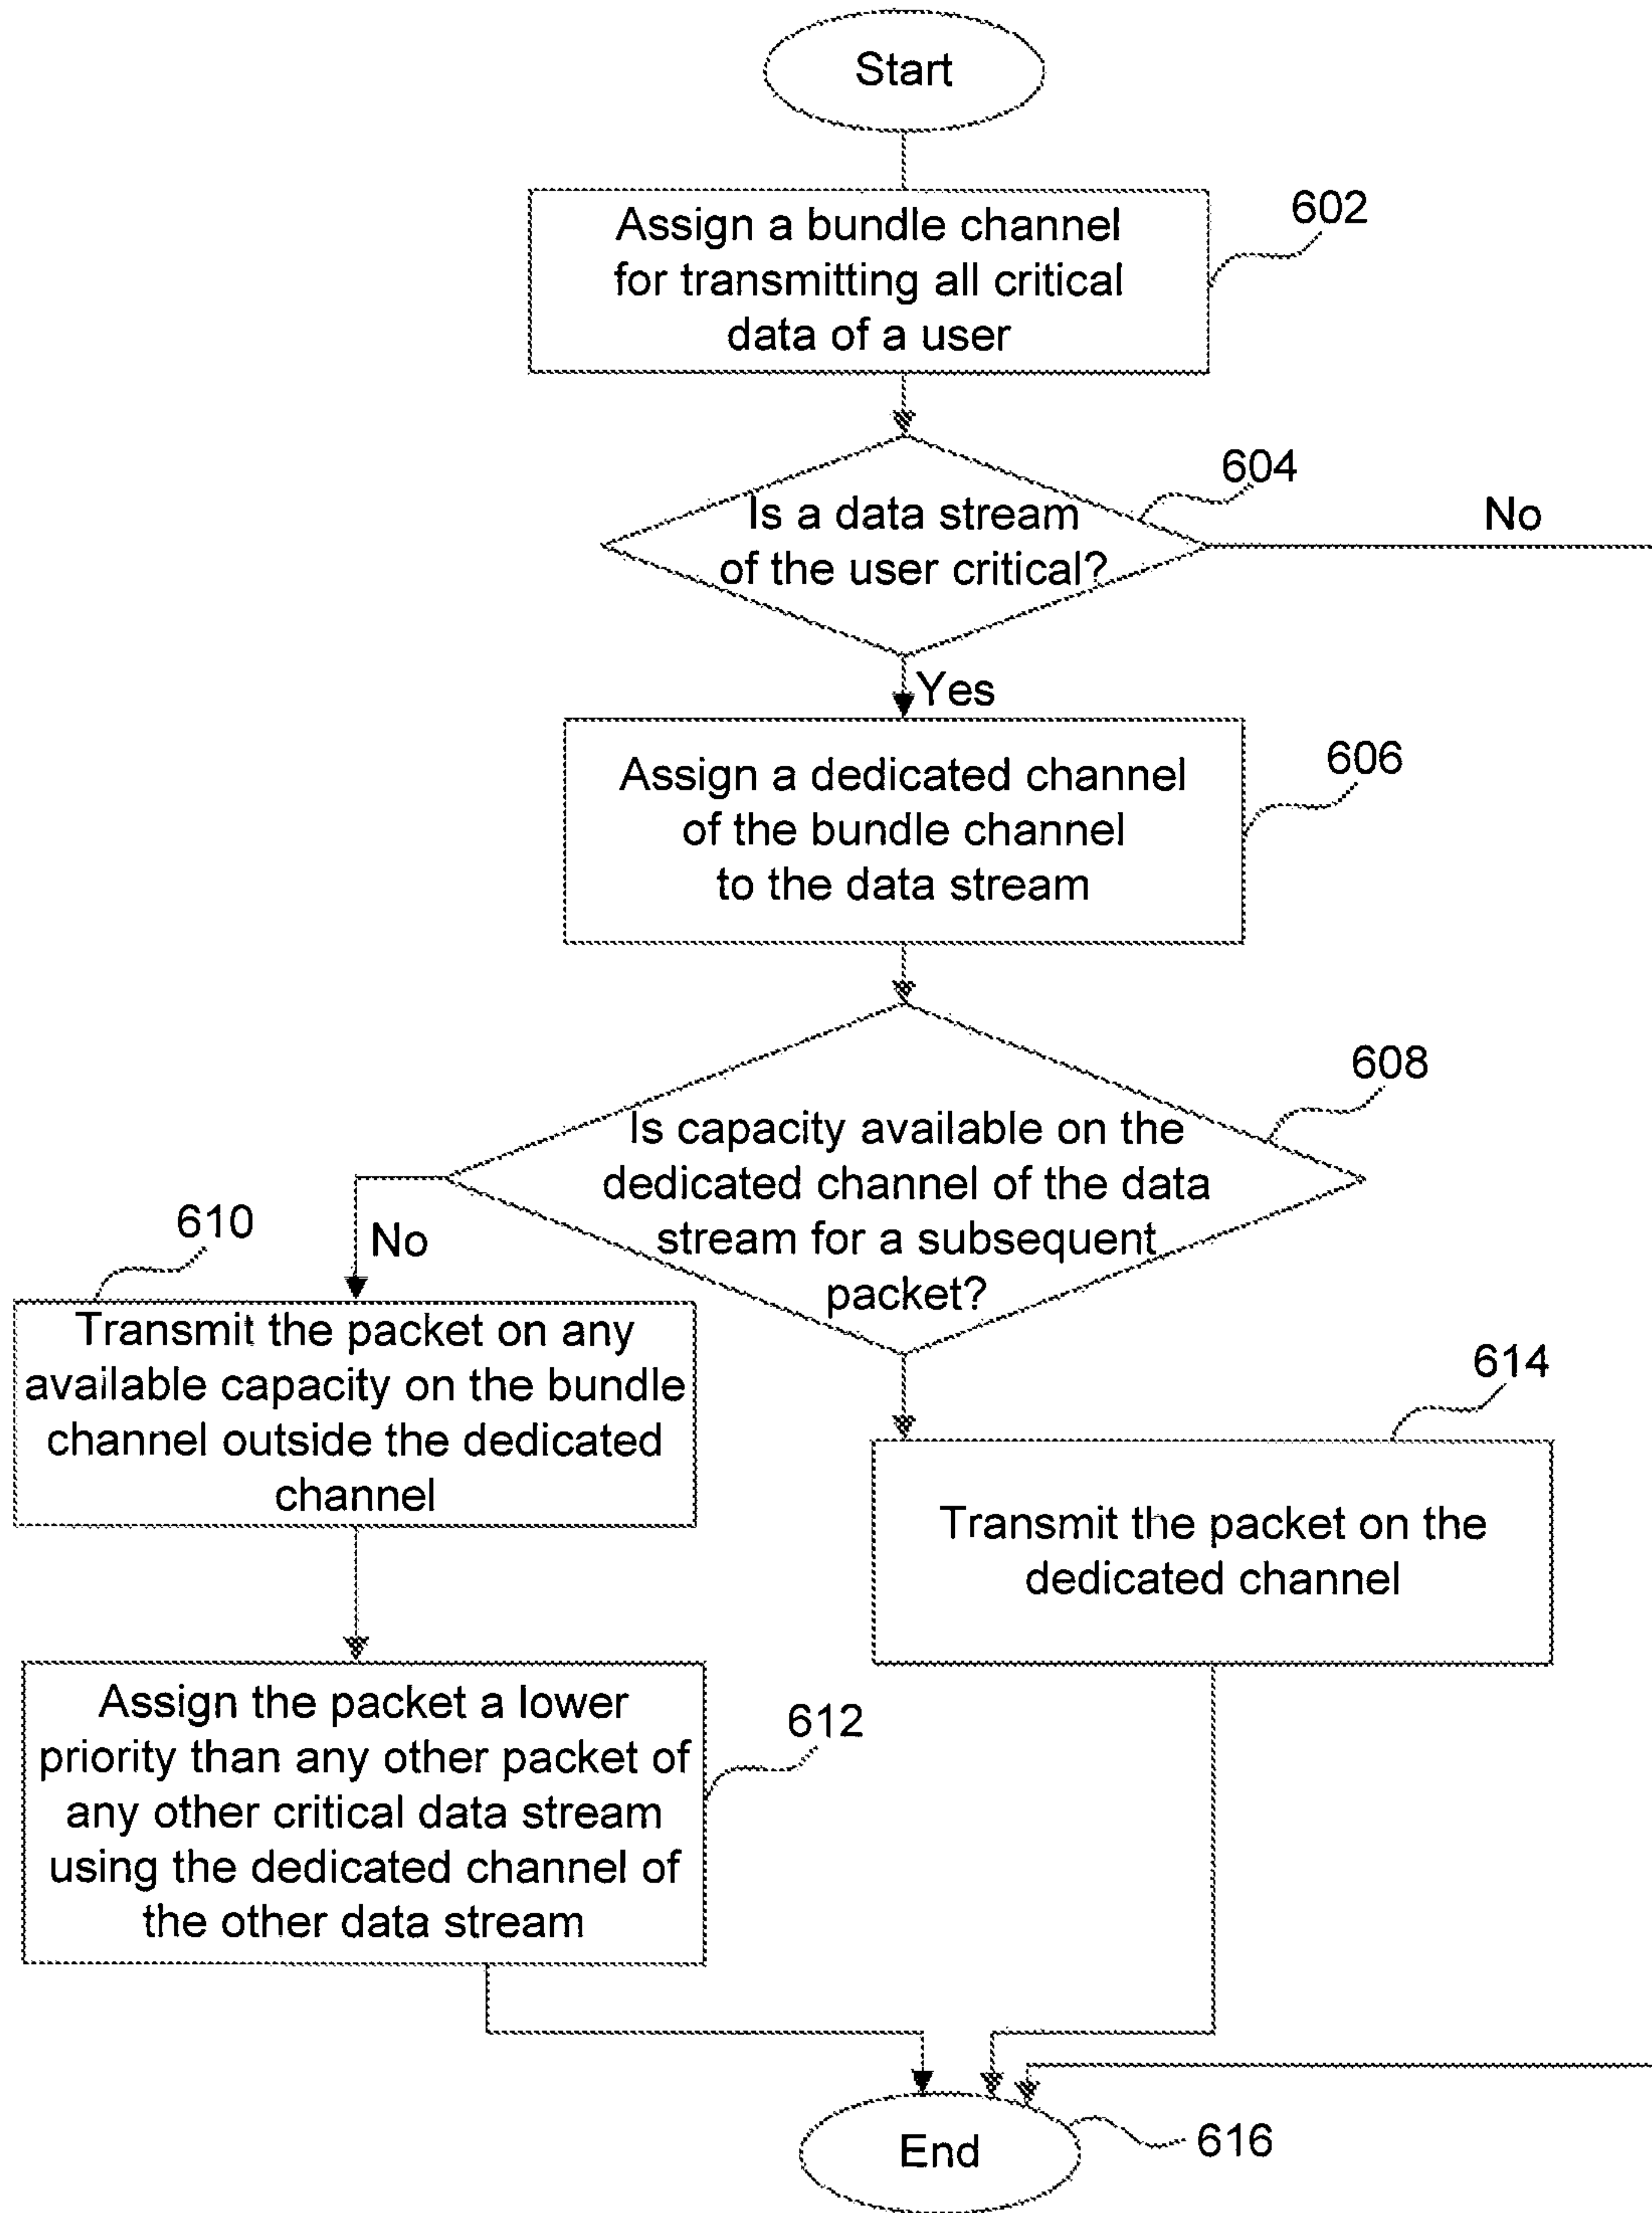 Start
Assign a bundle channel
for transmitting all critical
data of a user
602
Is a data stream
of the user critical?
604
No
Yes
Assign a dedicated channel
of the bundle channel
to the data stream
606
Is capacity available on the
dedicated channel of the data
stream for a subsequent
packet?
608
No
610
Transmit the packet on any
available capacity on the bundle
channel outside the dedicated
channel
614
Transmit the packet on the
dedicated channel
Assign the packet a lower
priority than any other packet of
any other critical data stream
using the dedicated channel of
the other data stream
612
End
616